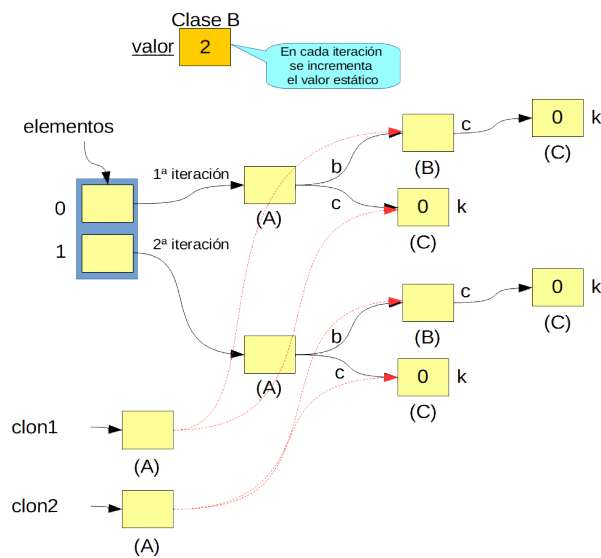 Clase B
valor 2
En cada iteración
se incrementa
el valor estático
elementos
0 k
c
(C)
1ª iteración
b
(B)
0
(A)
c
0 k
(C)
1
2ª iteración
0 k
c
(C)
b
(B)
(A)
c
0 k
(C)
clon1
(A)
clon2
(A)